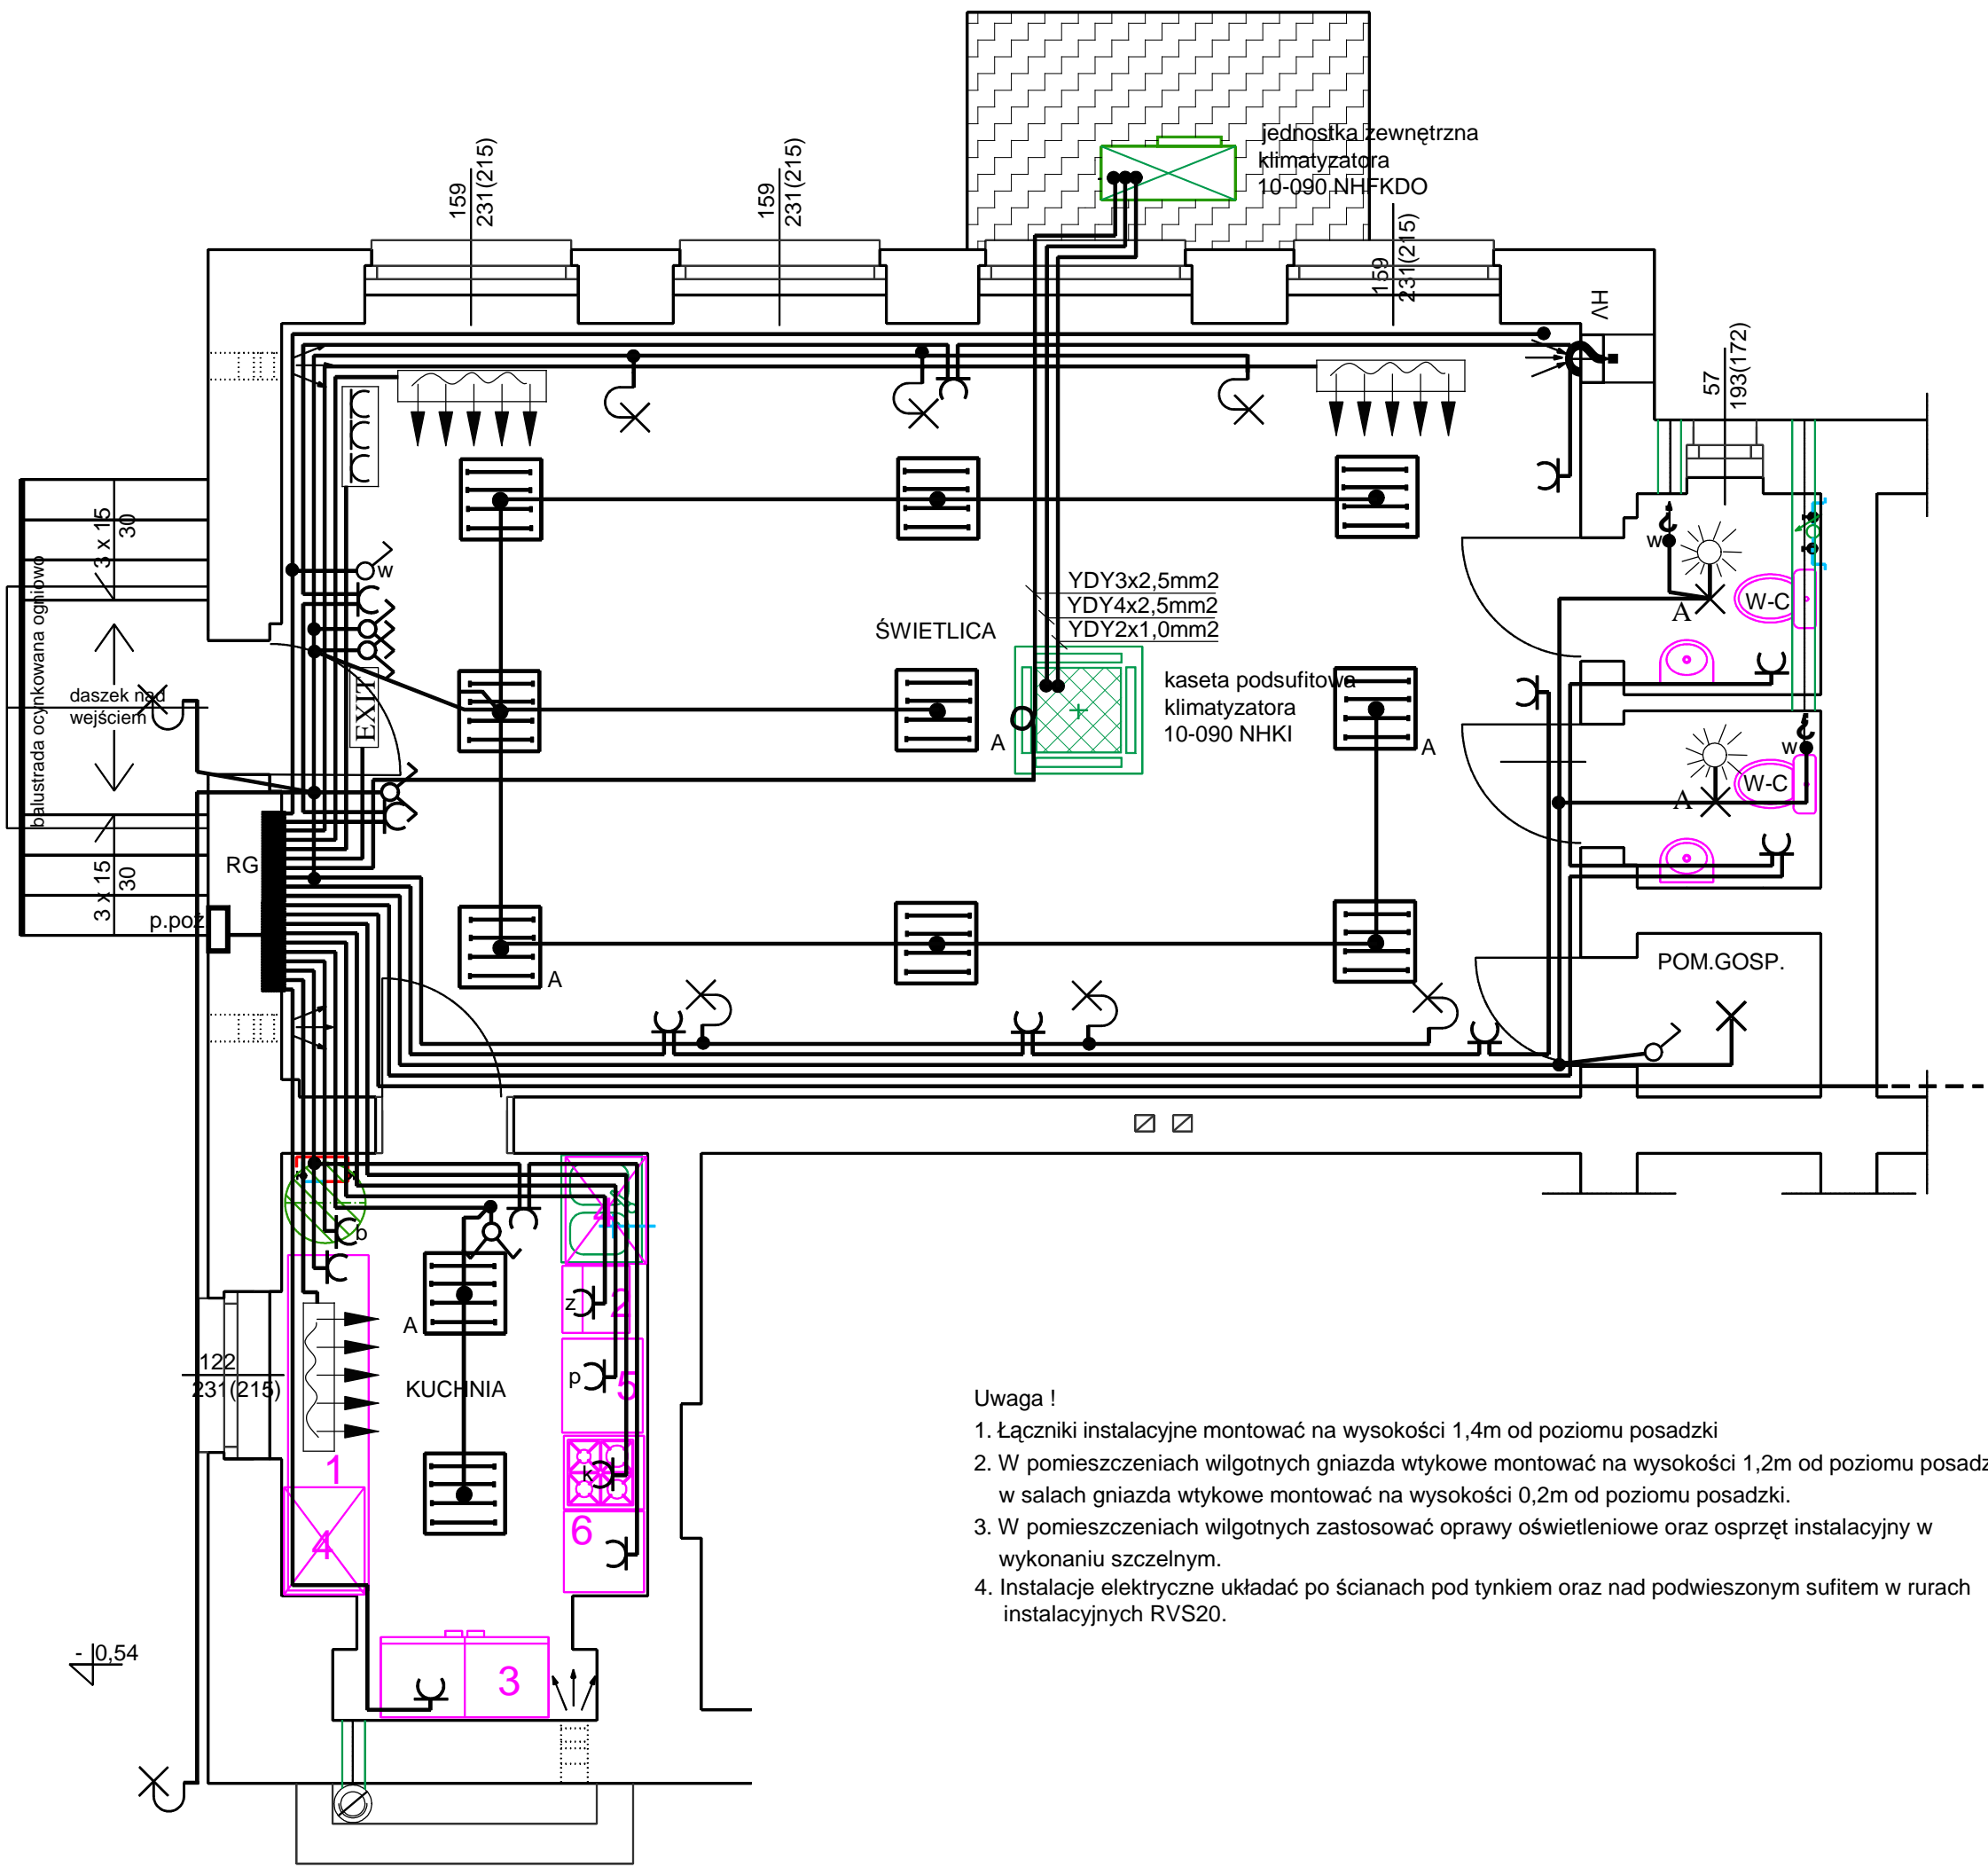 jednostka zewnętrzna
klimatyzatora
10-090 NHFKDO
159
231(215)
159
231(215)
159
231(215)
VH
57
193(172)
3 x 15
30
balustrada ocynkowana ogniowo
daszek nad
wejściem
3 x 15
30
w
EXIT
RG
p.poż
YDY3x2,5mm2
YDY4x2,5mm2
YDY2x1,0mm2
ŚWIETLICA
kaseta podsufitowa
klimatyzatora
10-090 NHKI
A
A
A
w
A
W-C
w
A
W-C
POM.GOSP.
b
4
z
2
p
5
k
6
A
KUCHNIA
122
231(215)
1
4
3
- 0,54
Uwaga !
1. Łączniki instalacyjne montować na wysokości 1,4m od poziomu posadzki
2. W pomieszczeniach wilgotnych gniazda wtykowe montować na wysokości 1,2m od poziomu posadz
w salach gniazda wtykowe montować na wysokości 0,2m od poziomu posadzki.
3. W pomieszczeniach wilgotnych zastosować oprawy oświetleniowe oraz osprzęt instalacyjny w
wykonaniu szczelnym.
4. Instalacje elektryczne układać po ścianach pod tynkiem oraz nad podwieszonym sufitem w rurach
instalacyjnych RVS20.